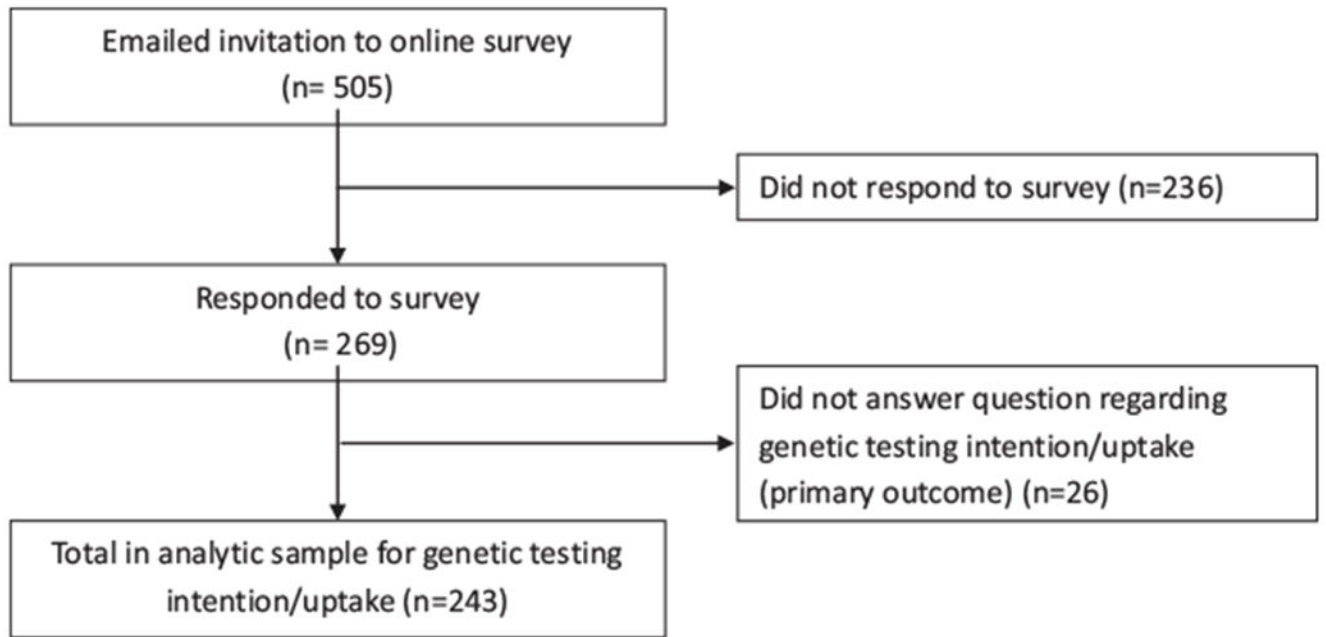 Emailed invitation to online survey
(n= 505)
Did not respond to survey (n=236)
Responded to survey
(n= 269)
Did not answer question regarding
genetic testing intention/uptake
(primary outcome) (n=26)
Total in analytic sample for genetic testing
intention/uptake (n=243)